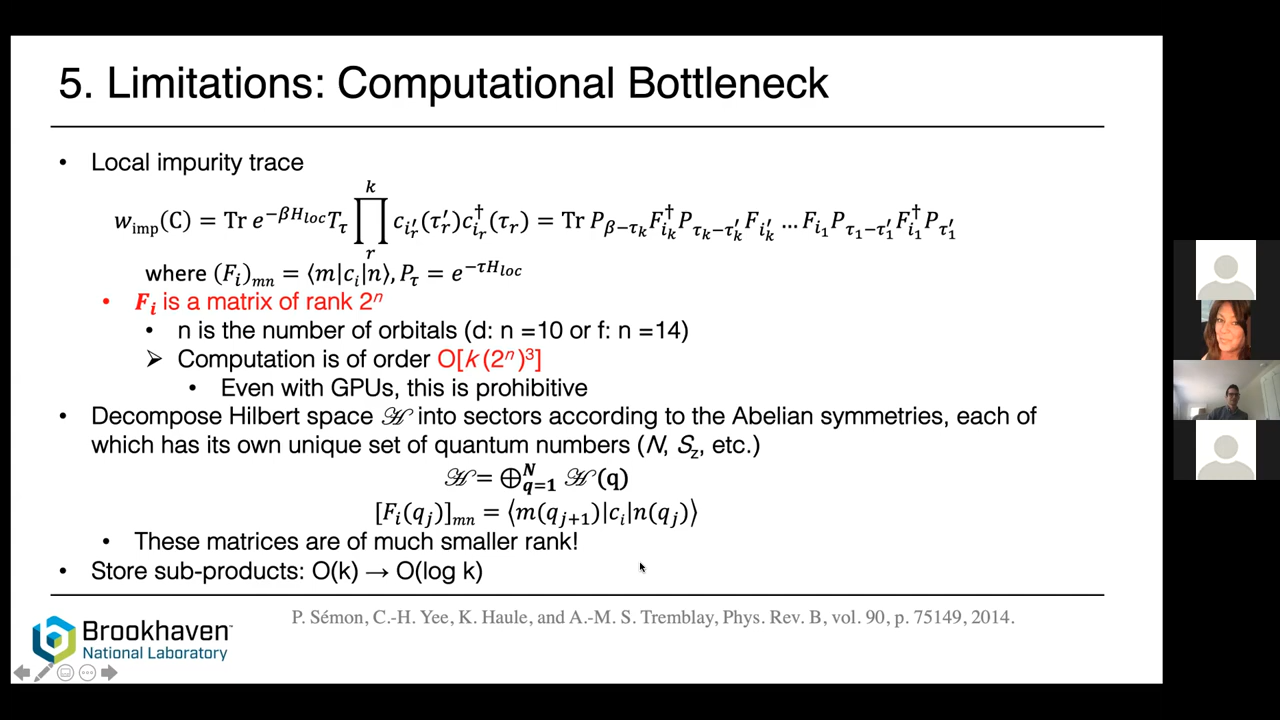 5. Limitations: Computational Bottleneck
• Local impurity trace
w_imp(C) = Tr e^{−βH_loc} T_τ ∏_r^k c_{i'_r}(τ'_r) c†_{i_r}(τ_r) = Tr P_{β−τ_k} F†_{i_k} P_{τ_k−τ'_k} F_{i'_k} … F_{i_1} P_{τ_1−τ'_1} F†_{i_1} P_{τ'_1}
where (F_i)_{mn} = ⟨m|c_i|n⟩, P_τ = e^{−τH_loc}
• F_i is a matrix of rank 2^n
• n is the number of orbitals (d: n =10 or f: n =14)
➢ Computation is of order O[k(2^n)^3]
• Even with GPUs, this is prohibitive
• Decompose Hilbert space ℋ into sectors according to the Abelian symmetries, each of
which has its own unique set of quantum numbers (N, S_z, etc.)
ℋ = ⊕_{q=1}^N ℋ(q)
[F_i(q_j)]_{mn} = ⟨m(q_{j+1})|c_i|n(q_j)⟩
• These matrices are of much smaller rank!
• Store sub-products: O(k) → O(log k)
P. Sémon, C.-H. Yee, K. Haule, and A.-M. S. Tremblay, Phys. Rev. B, vol. 90, p. 75149, 2014.
Brookhaven™
National Laboratory